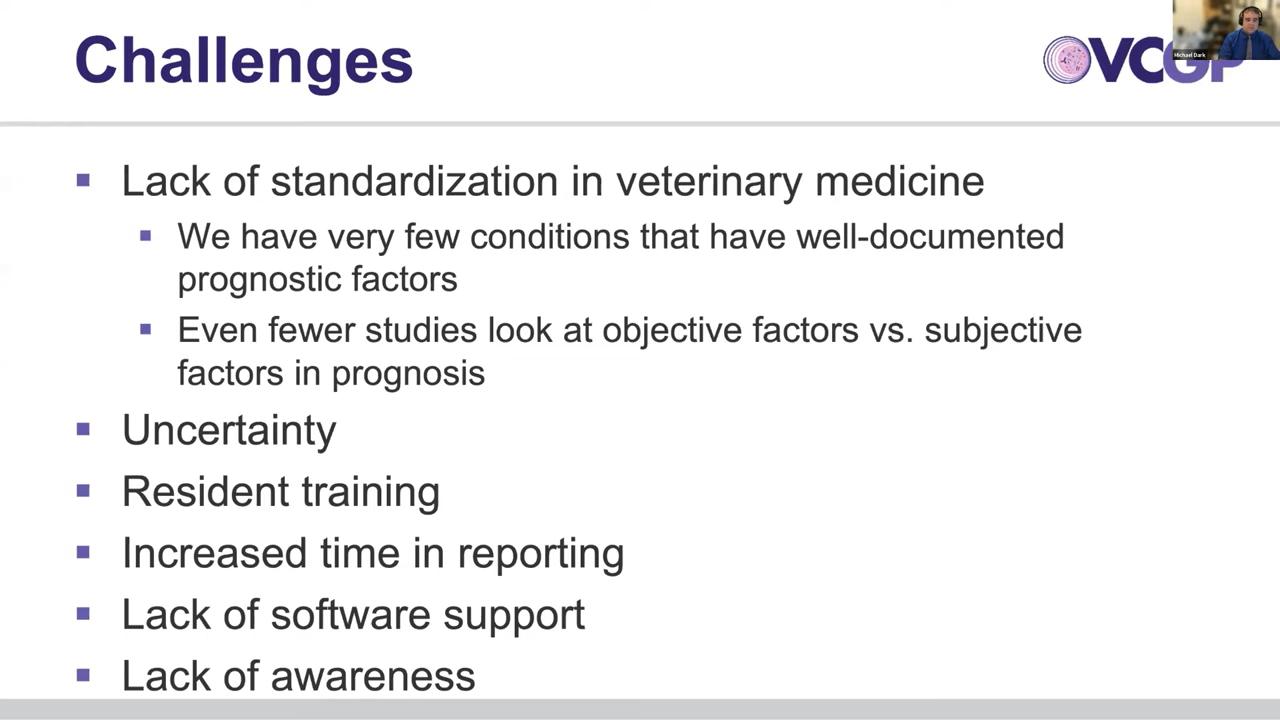 Challenges
VCGP
Michael Dark
▪ Lack of standardization in veterinary medicine
▪ We have very few conditions that have well-documented
prognostic factors
▪ Even fewer studies look at objective factors vs. subjective
factors in prognosis
▪ Uncertainty
▪ Resident training
▪ Increased time in reporting
▪ Lack of software support
▪ Lack of awareness